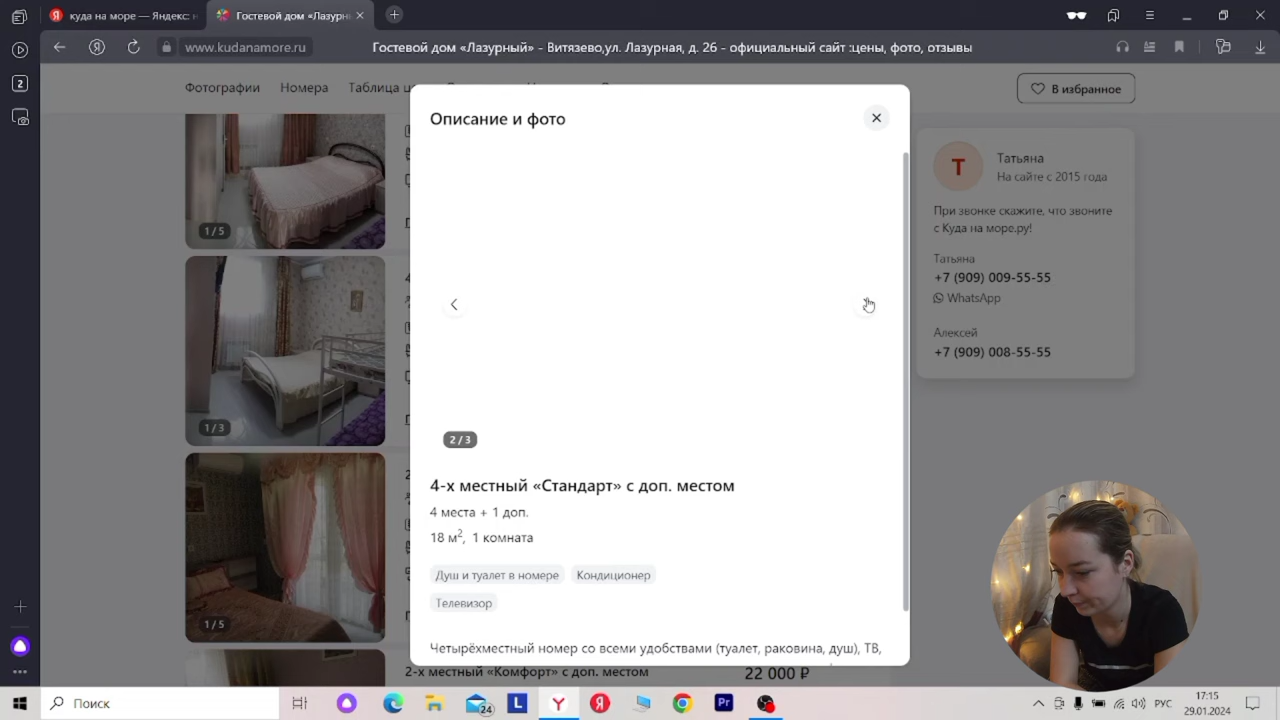 куда на море — Яндекс: н
Гостевой дом «Лазурн
www.kudanamore.ru
Гостевой дом «Лазурный» - Витязево,ул. Лазурная, д. 26 - официальный сайт :цены, фото, отзывы
2
Фотографии
Номера
Таблица ц
В избранное
Описание и фото
1 / 5
1 / 3
1 / 5
2 / 3
4-х местный «Стандарт» с доп. местом
4 места + 1 доп.
18 м², 1 комната
Душ и туалет в номере
Кондиционер
Телевизор
Четырёхместный номер со всеми удобствами (туалет, раковина, душ), ТВ,
2-х местный «Комфорт» с доп. местом
22 000 ₽
Т
Татьяна
На сайте с 2015 года
При звонке скажите, что звоните
с Куда на море.ру!
Татьяна
+7 (909) 009-55-55
WhatsApp
Алексей
+7 (909) 008-55-55
Поиск
24
L
Y
Я
Pr
РУС
17:15
29.01.2024